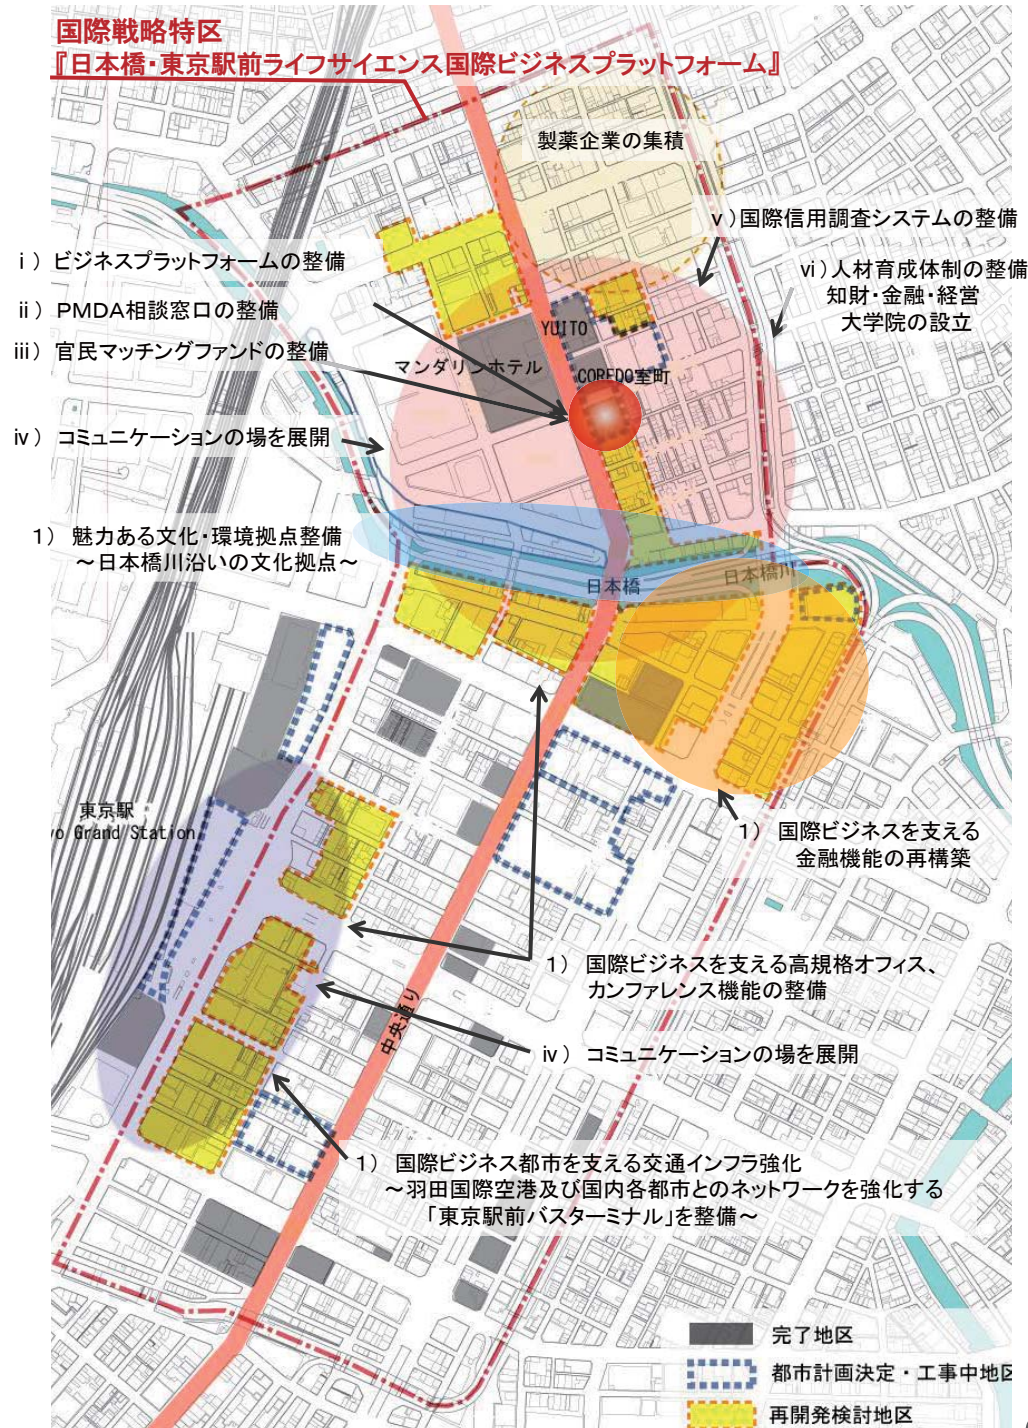 国際戦略特区
『日本橋・東京駅前ライフサイエンス国際ビジネスプラットフォーム』
製薬企業の集積
ⅴ）国際信用調査システムの整備
ⅰ） ビジネスプラットフォームの整備
ⅵ）人材育成体制の整備
知財・金融・経営
大学院の設立
ⅱ） PMDA相談窓口の整備
YUITO
ⅲ） 官民マッチングファンドの整備
マンダリンホテル
COREDO室町
ⅳ） コミュニケーションの場を展開
1） 魅力ある文化・環境拠点整備
～日本橋川沿いの文化拠点～
日本橋
日本橋川
東京駅
yo Grand Station
1） 国際ビジネスを支える
金融機能の再構築
1） 国際ビジネスを支える高規格オフィス、
カンファレンス機能の整備
中央通り
ⅳ） コミュニケーションの場を展開
1） 国際ビジネス都市を支える交通インフラ強化
～羽田国際空港及び国内各都市とのネットワークを強化する
「東京駅前バスターミナル」を整備～
完了地区
都市計画決定・工事中地区
再開発検討地区